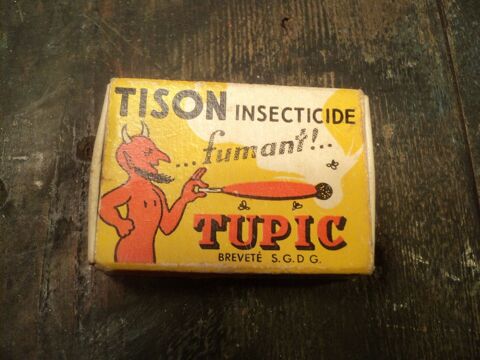 TISON INSECTICIDE
...fumant!..
TUPIC
BREVETÉ S.G.D G.